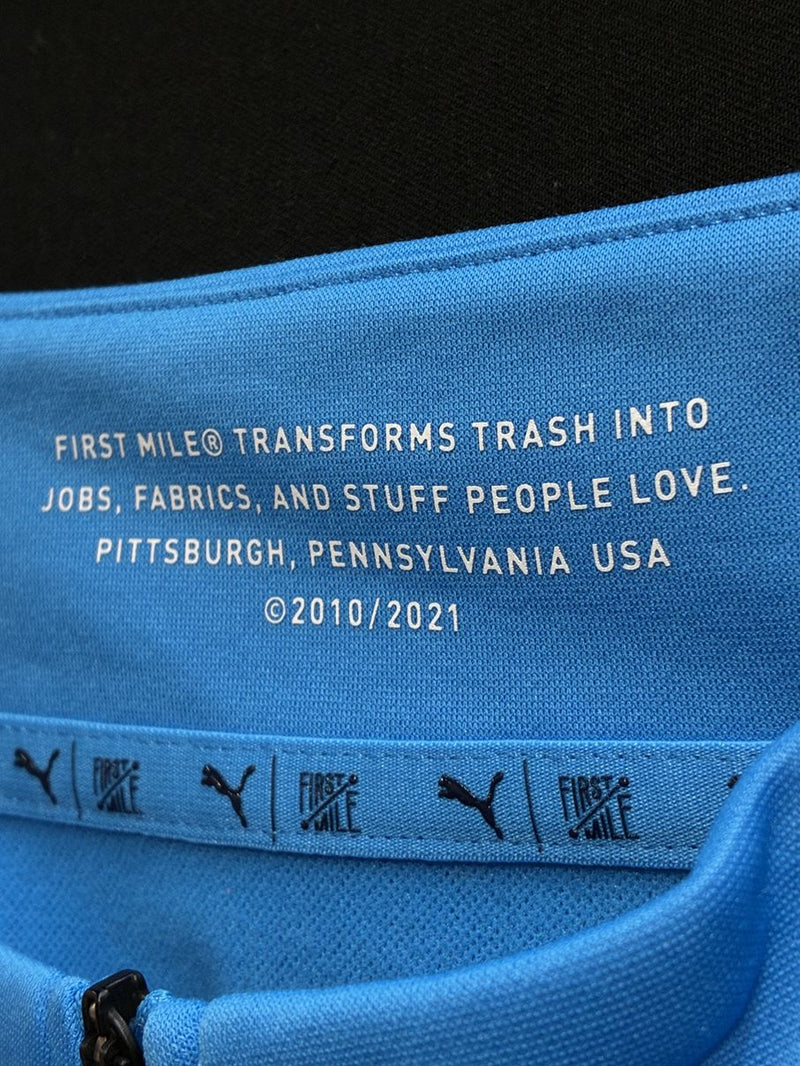 FIRST MILE® TRANSFORMS TRASH INTO
JOBS, FABRICS, AND STUFF PEOPLE LOVE.
PITTSBURGH, PENNSYLVANIA USA
©2010/2021
FIRST MILE FIRST MILE FIRST MILE